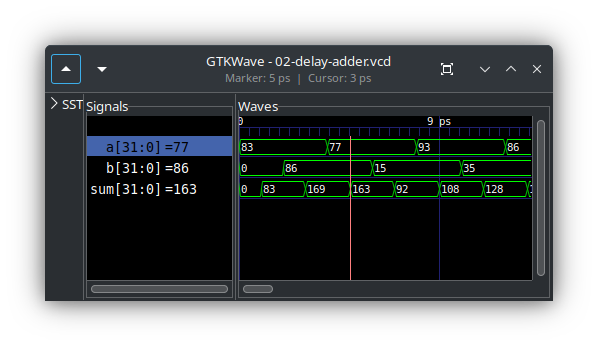 GTKWave - 02-delay-adder.vcd
Marker: 5 ps | Cursor: 3 ps
SST
Signals
Waves
0 9 ps
a[31:0] =77 83 77 93 86
b[31:0] =86 0 86 15 35
sum[31:0] =163 0 83 169 163 92 108 128